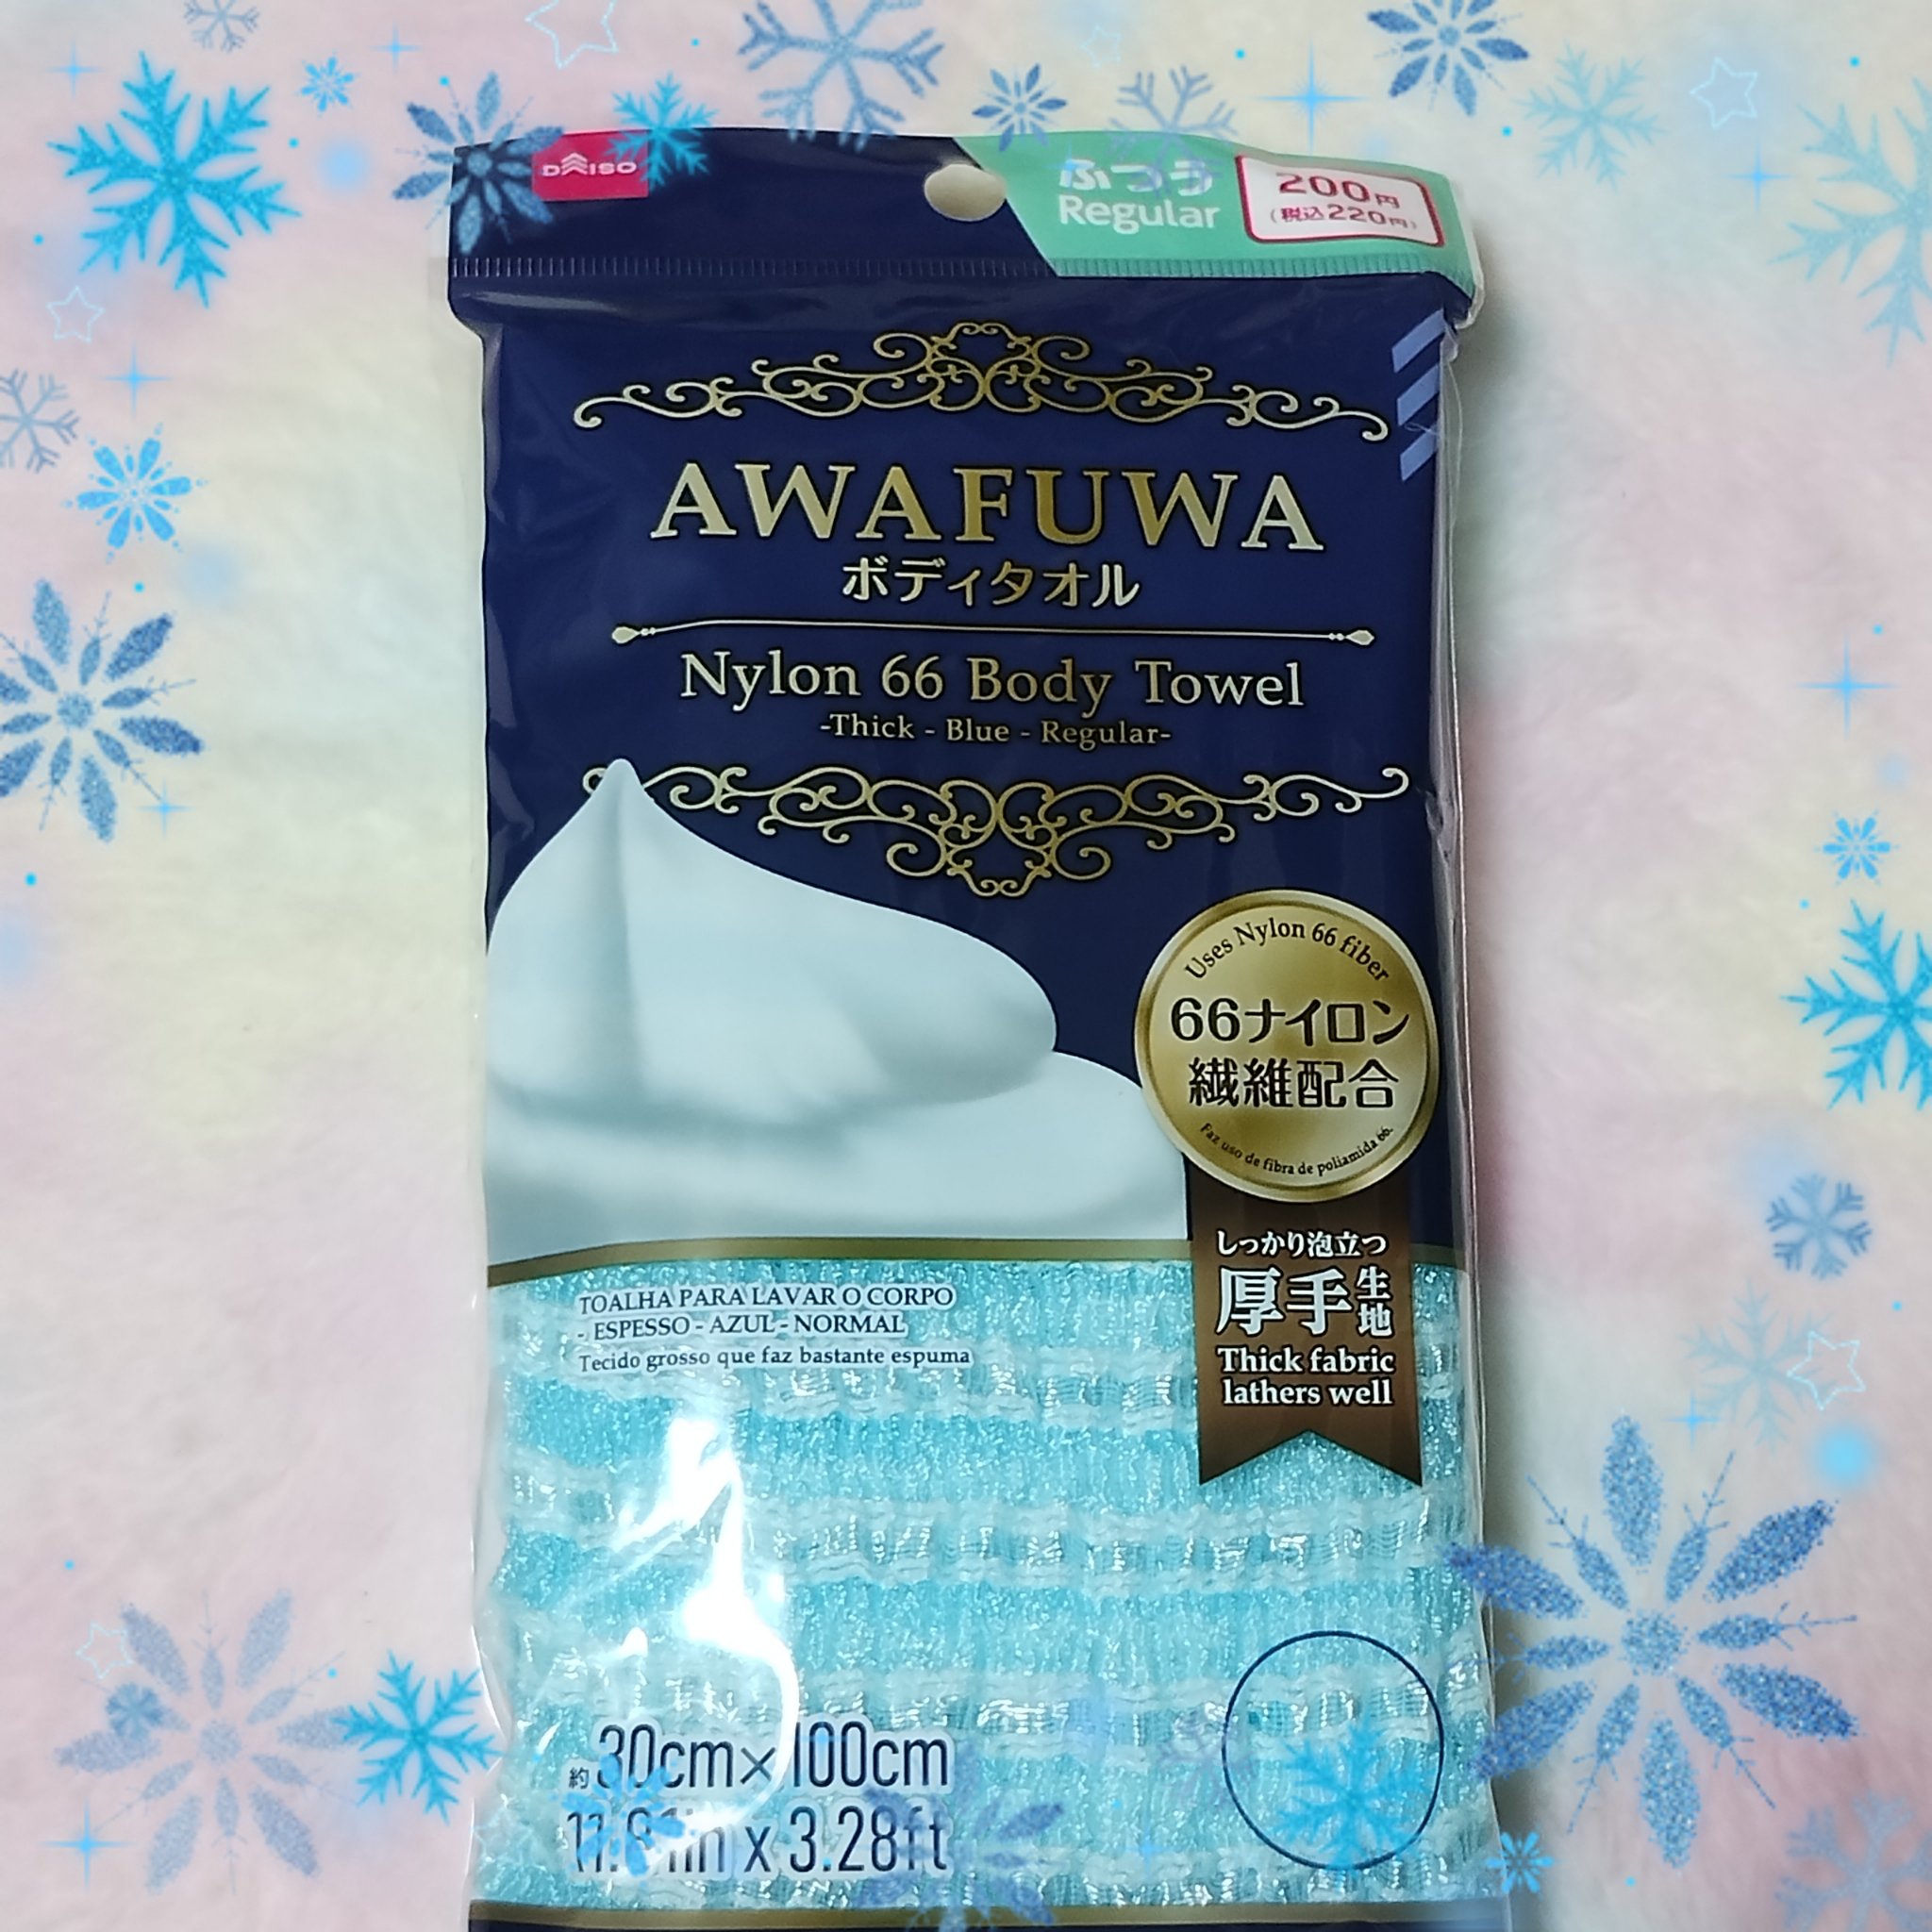 DAISO
ふつう
Regular
200円
(税込220円)
AWAFUWA
ボディタオル
Nylon 66 Body Towel
-Thick - Blue - Regular-
Uses Nylon 66 fiber
66ナイロン
繊維配合
Faz uso de fibra de poliamida 66.
しっかり泡立つ
厚手生地
Thick fabric
lathers well
TOALHA PARA LAVAR O CORPO
- ESPESSO - AZUL - NORMAL
Tecido grosso que faz bastante espuma
約30cm×100cm
x 3.28ft